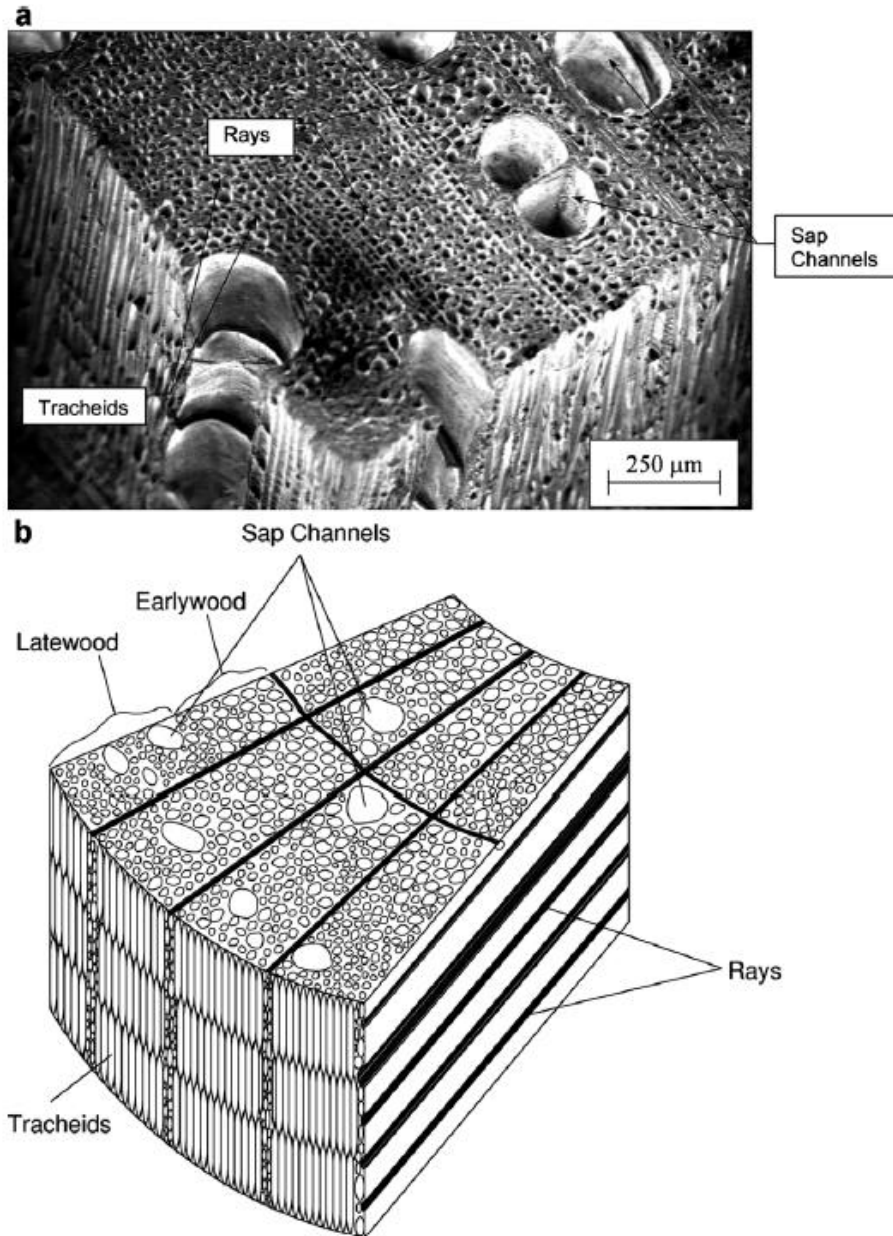 a
Rays
Sap
Channels
Tracheids
250 μm
b
Sap Channels
Earlywood
Latewood
Rays
Tracheids